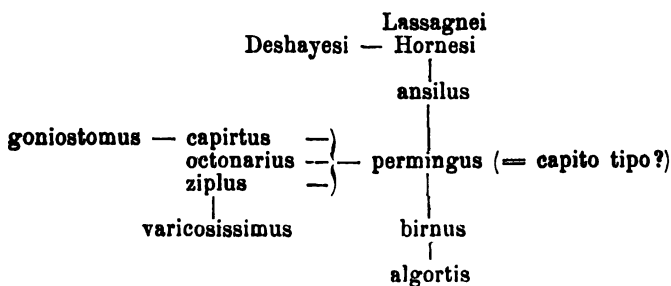 Lassagnei
Deshayesi — Hornesi
ansilus
goniostomus — capirtus —
octonarius — — permingus (= capito tipo?)
ziplus —
varicosissimus birnus
algortis